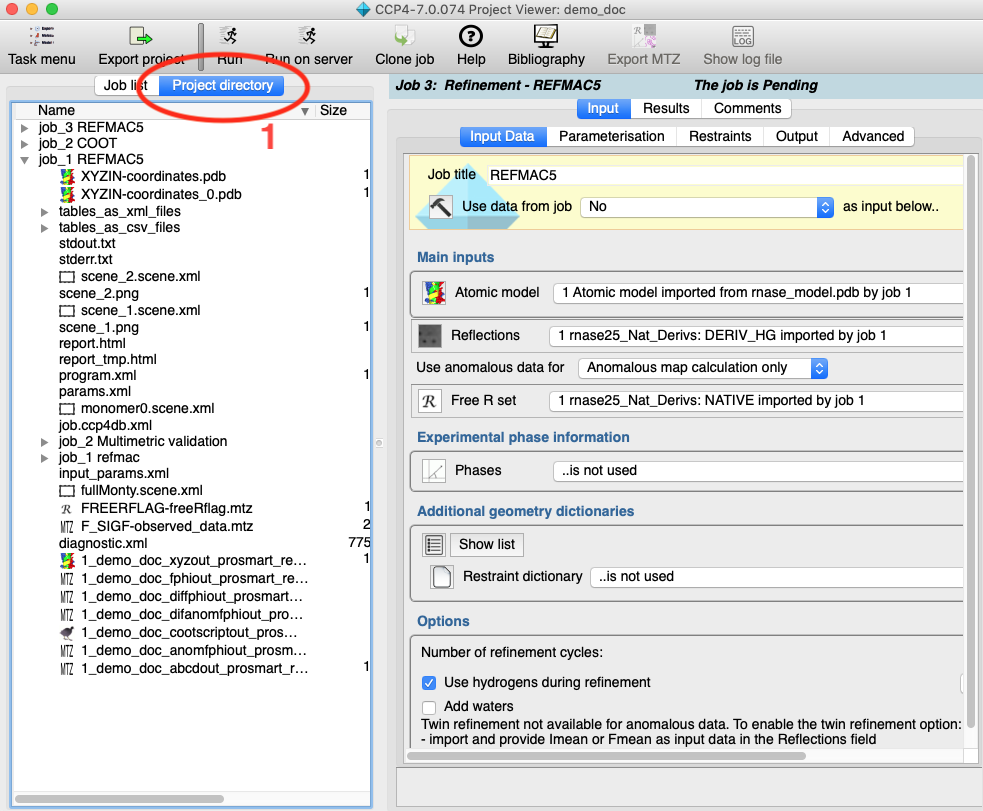 CCP4-7.0.074 Project Viewer: demo_doc
Task menu Export project Run Run on server Clone job Help Bibliography Export MTZ Show log file
Job list Project directory
1
Name Size
job_3 REFMAC5
job_2 COOT
job_1 REFMAC5
XYZIN-coordinates.pdb 1
XYZIN-coordinates_0.pdb 1
tables_as_xml_files
tables_as_csv_files
stdout.txt
stderr.txt
scene_2.scene.xml
scene_2.png 1
scene_1.scene.xml
scene_1.png 1
report.html
report_tmp.html
program.xml 1
params.xml
monomer0.scene.xml
job.ccp4db.xml
job_2 Multimetric validation
job_1 refmac
input_params.xml
fullMonty.scene.xml
R FREERFLAG-freeRflag.mtz 1
MTZ F_SIGF-observed_data.mtz 2
diagnostic.xml 775
1_demo_doc_xyzout_prosmart_re... 1
MTZ 1_demo_doc_fphiout_prosmart_re...
MTZ 1_demo_doc_diffphiout_prosmart...
MTZ 1_demo_doc_difanomfphiout_pro...
1_demo_doc_cootscriptout_pros...
MTZ 1_demo_doc_anomfphiout_prosm...
MTZ 1_demo_doc_abcdout_prosmart_r... 1
Job 3: Refinement - REFMAC5 The job is Pending
Input Results Comments
Input Data Parameterisation Restraints Output Advanced
Job title REFMAC5
Use data from job No as input below..
Main inputs
Atomic model 1 Atomic model imported from rnase_model.pdb by job 1
Reflections 1 rnase25_Nat_Derivs: DERIV_HG imported by job 1
Use anomalous data for Anomalous map calculation only
R Free R set 1 rnase25_Nat_Derivs: NATIVE imported by job 1
Experimental phase information
Phases ..is not used
Additional geometry dictionaries
Show list
Restraint dictionary ..is not used
Options
Number of refinement cycles:
Use hydrogens during refinement
Add waters
Twin refinement not available for anomalous data. To enable the twin refinement option:
- import and provide Imean or Fmean as input data in the Reflections field